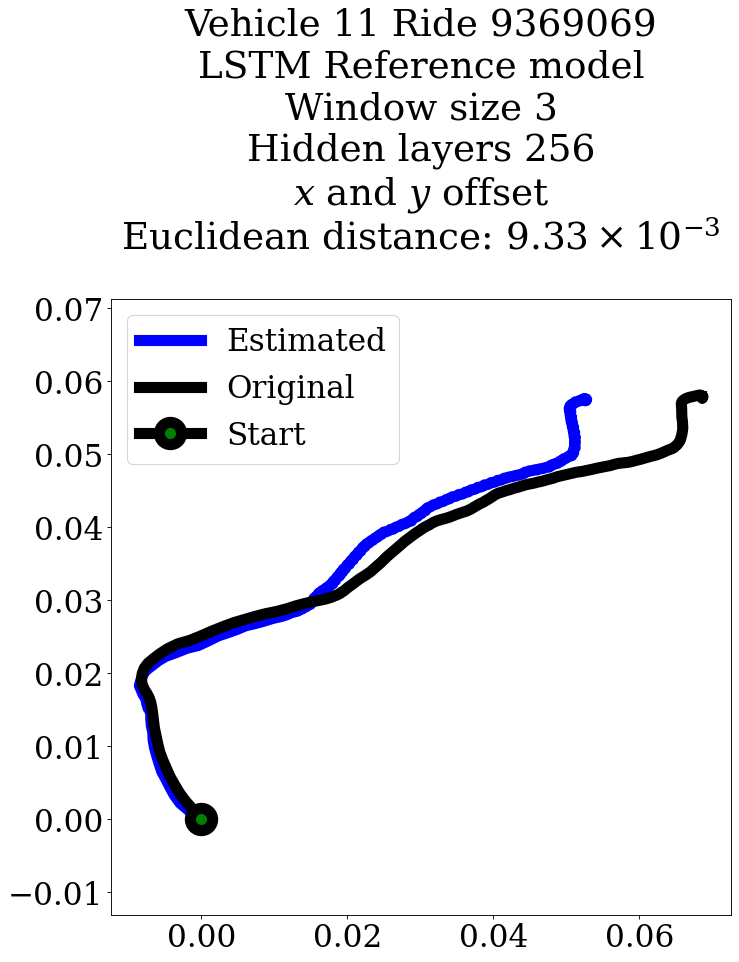 Vehicle 11 Ride 9369069
LSTM Reference model
Window size 3
Hidden layers 256
x and y offset
Euclidean distance: 9.33 × 10⁻³
Estimated
Original
Start
0.07
0.06
0.05
0.04
0.03
0.02
0.01
0.00
−0.01
0.00 0.02 0.04 0.06